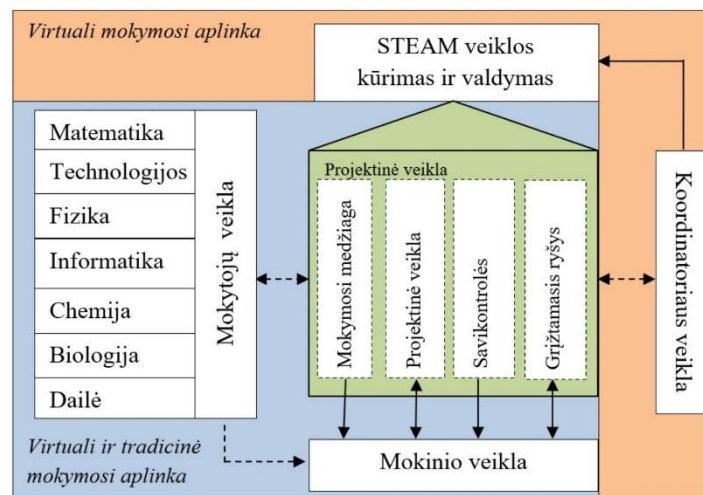 Virtuali mokymosi aplinka
STEAM veiklos
kūrimas ir valdymas
Matematika
Technologijos
Fizika
Informatika
Chemija
Biologija
Dailė
Mokytojų veikla
Projektinė veikla
Mokymosi medžiaga
Projektinė veikla
Savikontrolės
Grįžtamasis ryšys
Koordinatoriaus veikla
Virtuali ir tradicinė
mokymosi aplinka
Mokinio veikla